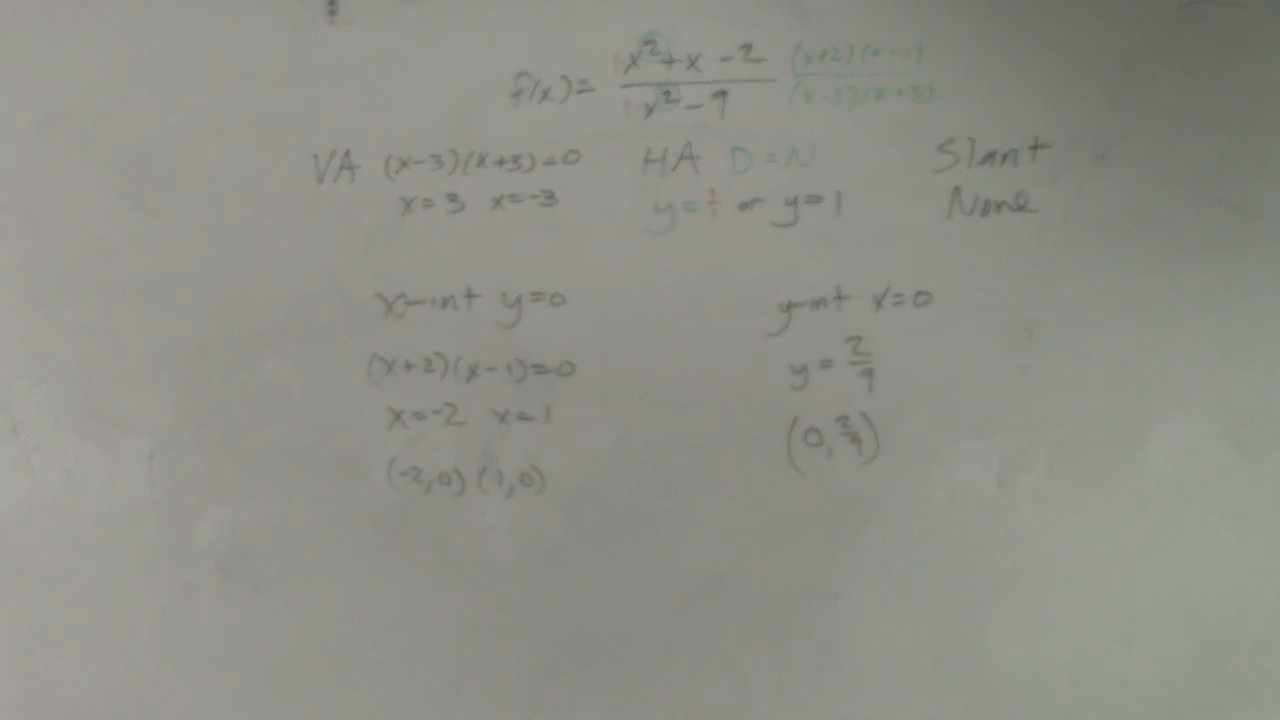 f(x) = x²+x-2 / x²-9 (x+2)(x-1) / (x-3)(x+3)
VA (x-3)(x+3)=0 HA D=N Slant
x=3 x=-3 y=1/1 or y=1 None
x-int y=0 y-int x=0
(x+2)(x-1)=0 y=2/9
x=-2 x=1 (0, 2/9)
(-2,0) (1,0)